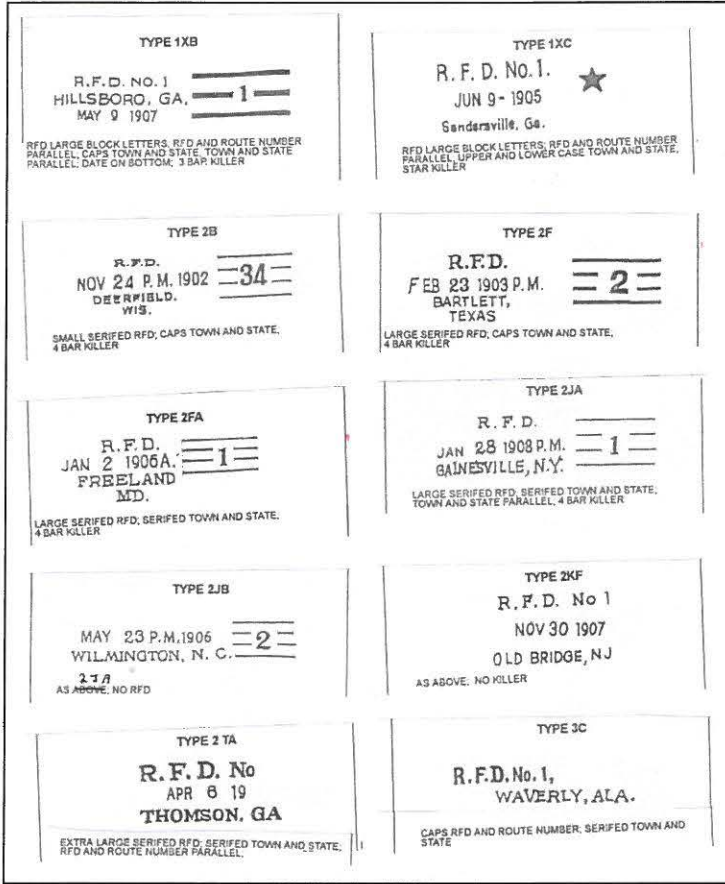 TYPE 1XB
R.F.D. NO. 1
HILLSBORO, GA.
1
MAY 9 1907
RFD LARGE BLOCK LETTERS, RFD AND ROUTE NUMBER
PARALLEL, CAPS TOWN AND STATE, TOWN AND STATE
PARALLEL; DATE ON BOTTOM; 3 BAR KILLER
TYPE 1XC
R. F. D. No. 1.
JUN 9 - 1905
Sandersville, Ga.
RFD LARGE BLOCK LETTERS; RFD AND ROUTE NUMBER
PARALLEL, UPPER AND LOWER CASE TOWN AND STATE,
STAR KILLER
TYPE 2B
R.F.D.
NOV 24 P.M. 1902
34
DEERFIELD.
WIS.
SMALL SERIFED RFD; CAPS TOWN AND STATE,
4 BAR KILLER
TYPE 2F
R.F.D.
FEB 23 1903 P.M.
2
BARTLETT,
TEXAS
LARGE SERIFED RFD; CAPS TOWN AND STATE,
4 BAR KILLER
TYPE 2FA
R.F.D.
JAN 2 1906A.
1
FREELAND
MD.
LARGE SERIFED RFD; SERIFED TOWN AND STATE,
4 BAR KILLER
TYPE 2JA
R. F. D.
JAN 28 1908 P.M.
1
GAINESVILLE, N.Y.
LARGE SERIFED RFD, SERIFED TOWN AND STATE;
TOWN AND STATE PARALLEL, 4 BAR KILLER
TYPE 2JB
MAY 23 P.M. 1906
2
WILMINGTON, N. C.
2JA
AS ABOVE; NO RFD
TYPE 2KF
R. F. D. No 1
NOV 30 1907
OLD BRIDGE, NJ
AS ABOVE; NO KILLER
TYPE 2 TA
R. F. D. No
APR 6 19
THOMSON, GA
EXTRA LARGE SERIFED RFD; SERIFED TOWN AND STATE;
RFD AND ROUTE NUMBER PARALLEL,
TYPE 3C
R.F.D. No. 1,
WAVERLY, ALA.
CAPS RFD AND ROUTE NUMBER; SERIFED TOWN AND
STATE